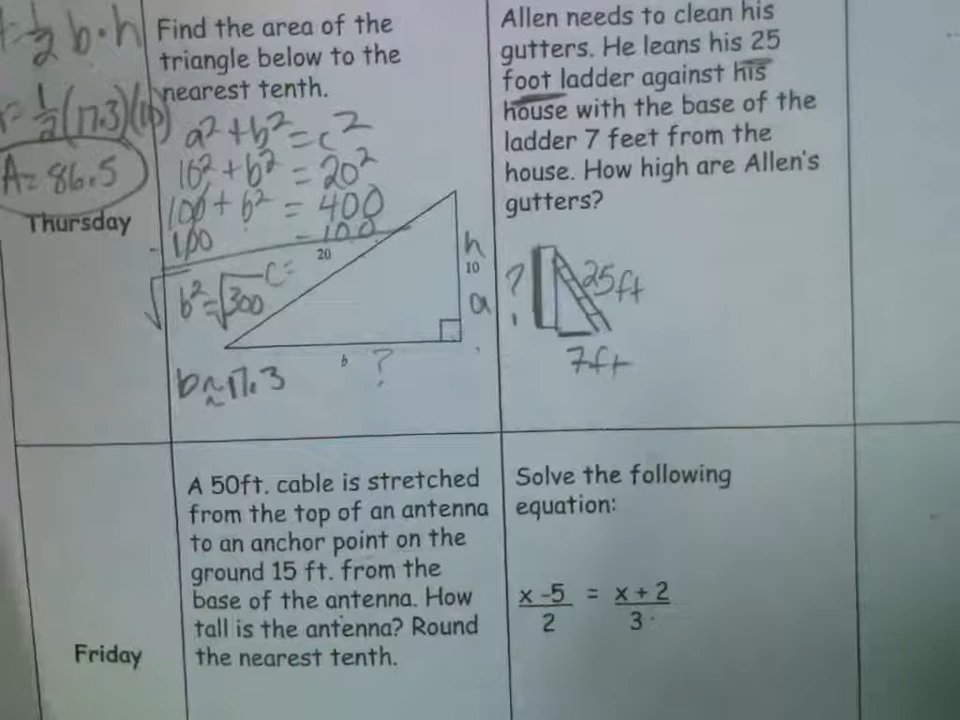 A = 1/2 b·h
A = 1/2 (17.3)(10)
A = 86.5
Thursday
Find the area of the
triangle below to the
nearest tenth.
a² + b² = c²
10² + b² = 20²
100 + b² = 400
-100 -100
20
c =
b² = √300
h
10
a
b ?
b ≈ 17.3
Allen needs to clean his
gutters. He leans his 25
foot ladder against his
house with the base of the
ladder 7 feet from the
house. How high are Allen's
gutters?
?
25ft
7ft
Friday
A 50ft. cable is stretched
from the top of an antenna
to an anchor point on the
ground 15 ft. from the
base of the antenna. How
tall is the antenna? Round
the nearest tenth.
Solve the following
equation:
x - 5 = x + 2
2 3